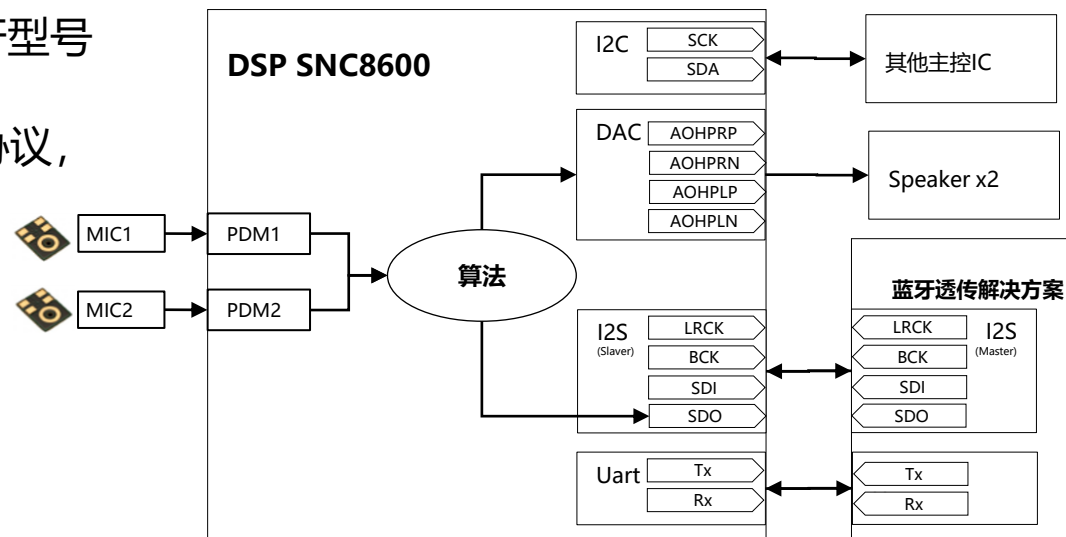 型号
协议，
DSP SNC8600
MIC1
MIC2
PDM1
PDM2
算法
I2C
SCK
SDA
其他主控IC
DAC
AOHPRP
AOHPRN
AOHPLP
AOHPLN
Speaker x2
I2S
(Slaver)
LRCK
BCK
SDI
SDO
蓝牙透传解决方案
LRCK
BCK
SDI
SDO
I2S
(Master)
Uart
Tx
Rx
Tx
Rx